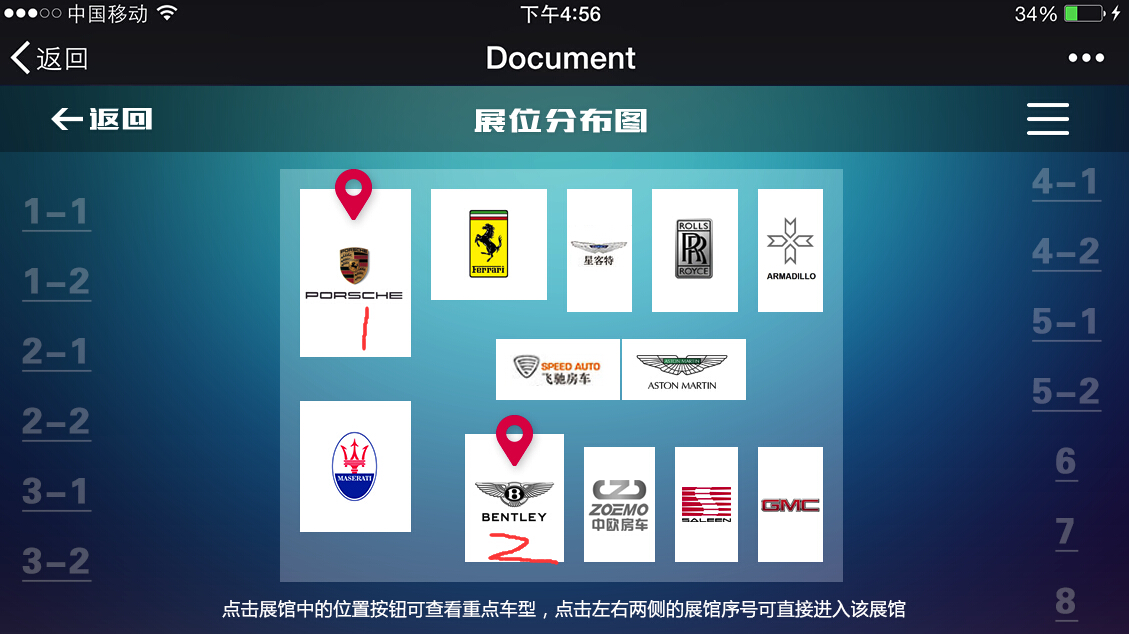 中国移动 下午4:56 34%
返回 Document
返回 展位分布图
1-1
1-2
2-1
2-2
3-1
3-2
4-1
4-2
5-1
5-2
6
7
8
PORSCHE
1
Ferrari
星客特
ROLLS
RR
ROYCE
ARMADILLO
SPEED AUTO
飞驰房车
ASTON MARTIN
ASTON MARTIN
MASERATI
B
BENTLEY
2
ZOEMO
中欧房车
SALEEN
GMC
点击展馆中的位置按钮可查看重点车型，点击左右两侧的展馆序号可直接进入该展馆